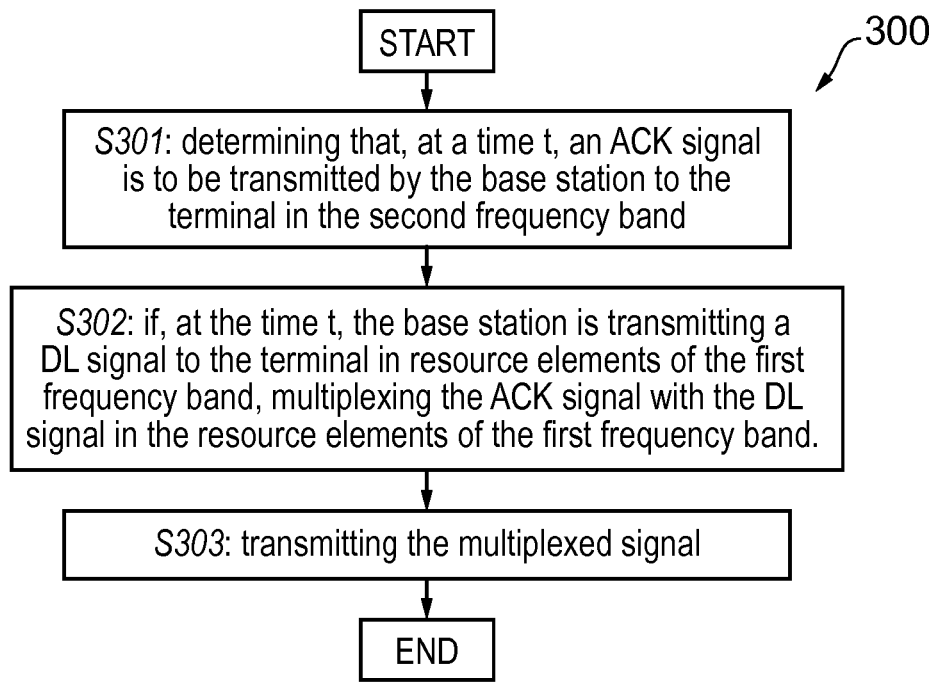 START
300
S301: determining that, at a time t, an ACK signal
is to be transmitted by the base station to the
terminal in the second frequency band
S302: if, at the time t, the base station is transmitting a
DL signal to the terminal in resource elements of the first
frequency band, multiplexing the ACK signal with the DL
signal in the resource elements of the first frequency band.
S303: transmitting the multiplexed signal
END